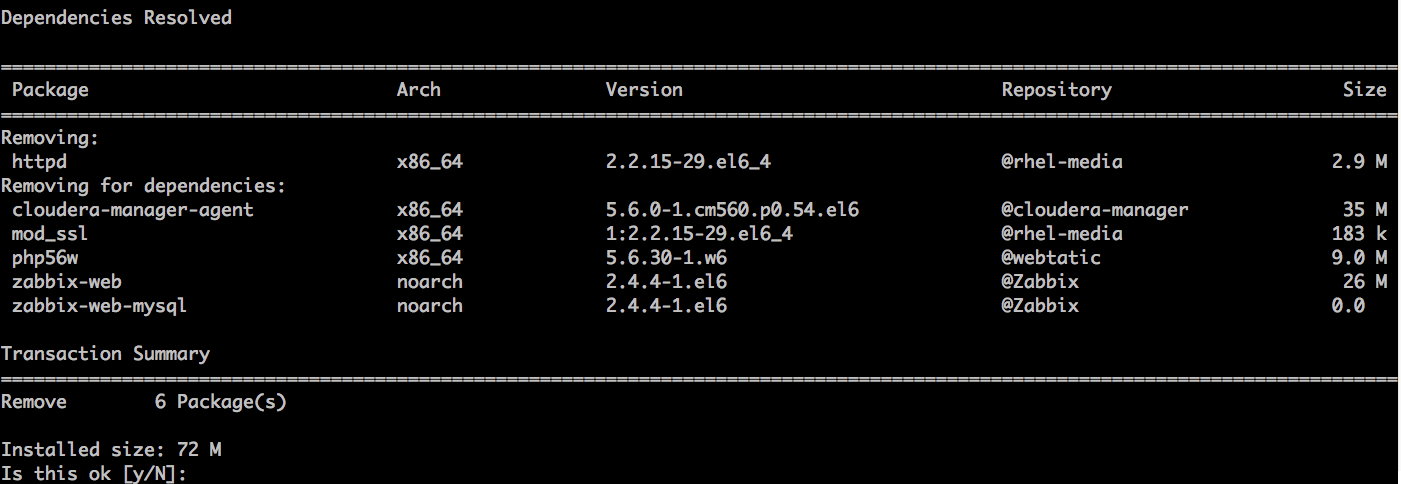 Dependencies Resolved
================================================================================================================================
Package Arch Version Repository Size
================================================================================================================================
Removing:
httpd x86_64 2.2.15-29.el6_4 @rhel-media 2.9 M
Removing for dependencies:
cloudera-manager-agent x86_64 5.6.0-1.cm560.p0.54.el6 @cloudera-manager 35 M
mod_ssl x86_64 1:2.2.15-29.el6_4 @rhel-media 183 k
php56w x86_64 5.6.30-1.w6 @webtatic 9.0 M
zabbix-web noarch 2.4.4-1.el6 @Zabbix 26 M
zabbix-web-mysql noarch 2.4.4-1.el6 @Zabbix 0.0
Transaction Summary
================================================================================================================================
Remove 6 Package(s)
Installed size: 72 M
Is this ok [y/N]: